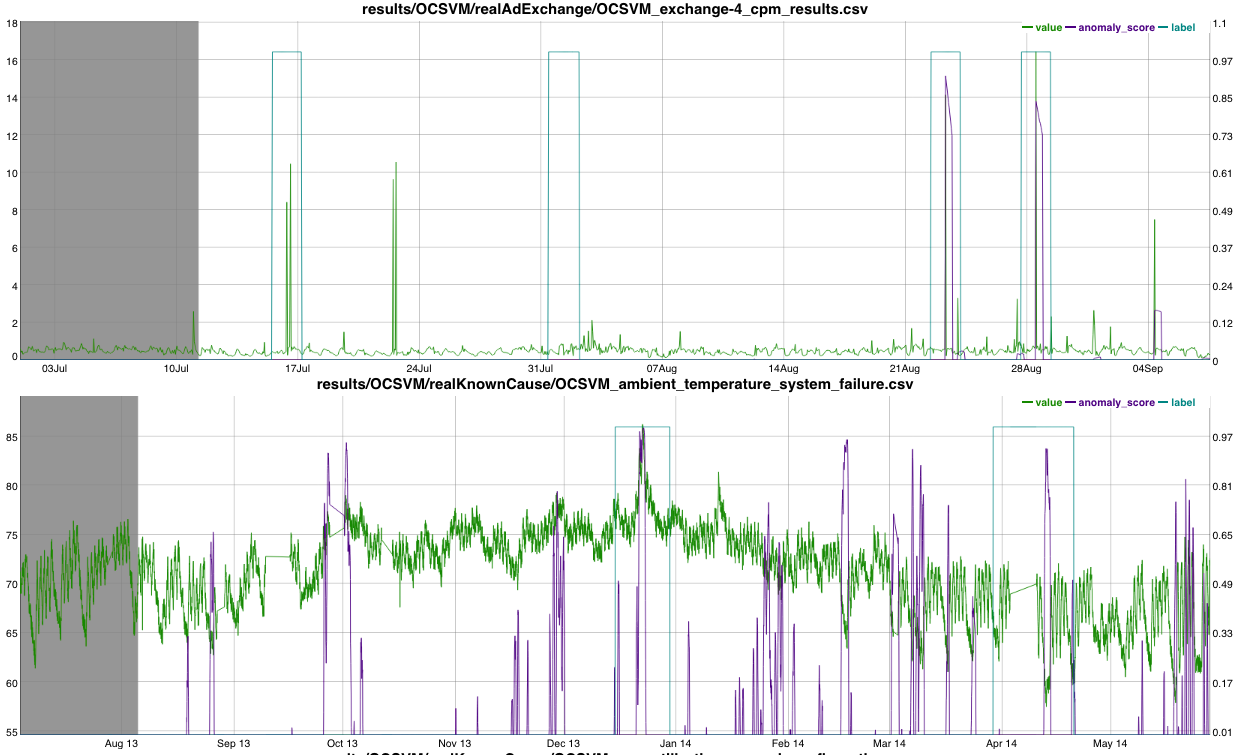 results/OCSVM/realAdExchange/OCSVM_exchange-4_cpm_results.csv
value anomaly_score label
18 1.1
16 0.97
14 0.85
12 0.73
10 0.61
8 0.49
6 0.37
4 0.24
2 0.12
0 0
03Jul 10Jul 17Jul 24Jul 31Jul 07Aug 14Aug 21Aug 28Aug 04Sep
results/OCSVM/realKnownCause/OCSVM_ambient_temperature_system_failure.csv
value anomaly_score label
85 0.97
80 0.81
75 0.65
70 0.49
65 0.33
60 0.17
55 0.01
Aug 13 Sep 13 Oct 13 Nov 13 Dec 13 Jan 14 Feb 14 Mar 14 Apr 14 May 14